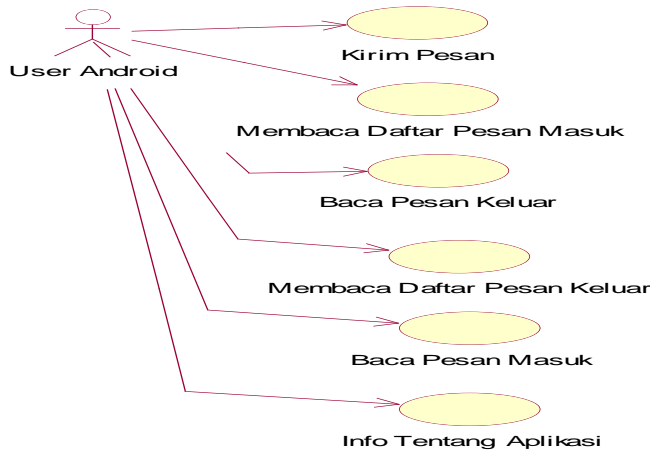 Kirim Pesan
User Android
Membaca Daftar Pesan Masuk
Baca Pesan Keluar
Membaca Daftar Pesan Keluar
Baca Pesan Masuk
Info Tentang Aplikasi